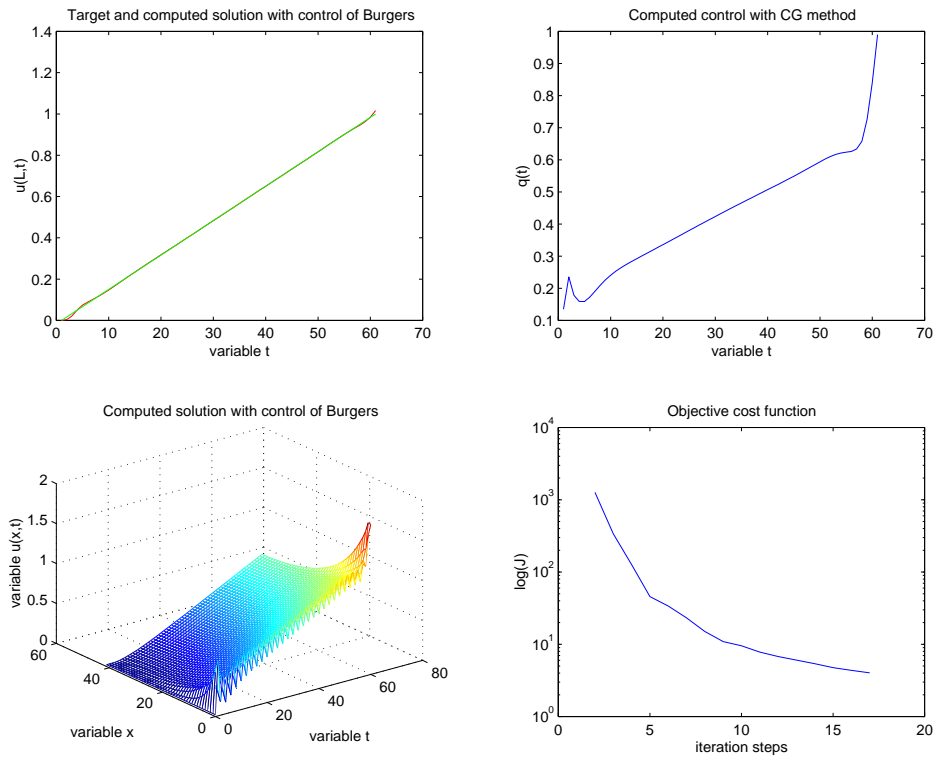 Target and computed solution with control of Burgers
1.4
1.2
1
0.8
0.6
0.4
0.2
0
u(L,t)
0 10 20 30 40 50 60 70
variable t
Computed control with CG method
1
0.9
0.8
0.7
0.6
0.5
0.4
0.3
0.2
0.1
q(t)
0 10 20 30 40 50 60 70
variable t
Computed solution with control of Burgers
2
1.5
1
0.5
0
variable u(x,t)
60
40
20
0
variable x
0 20 40 60 80
variable t
Objective cost function
10^4
10^3
10^2
10^1
10^0
log(J)
0 5 10 15 20
iteration steps